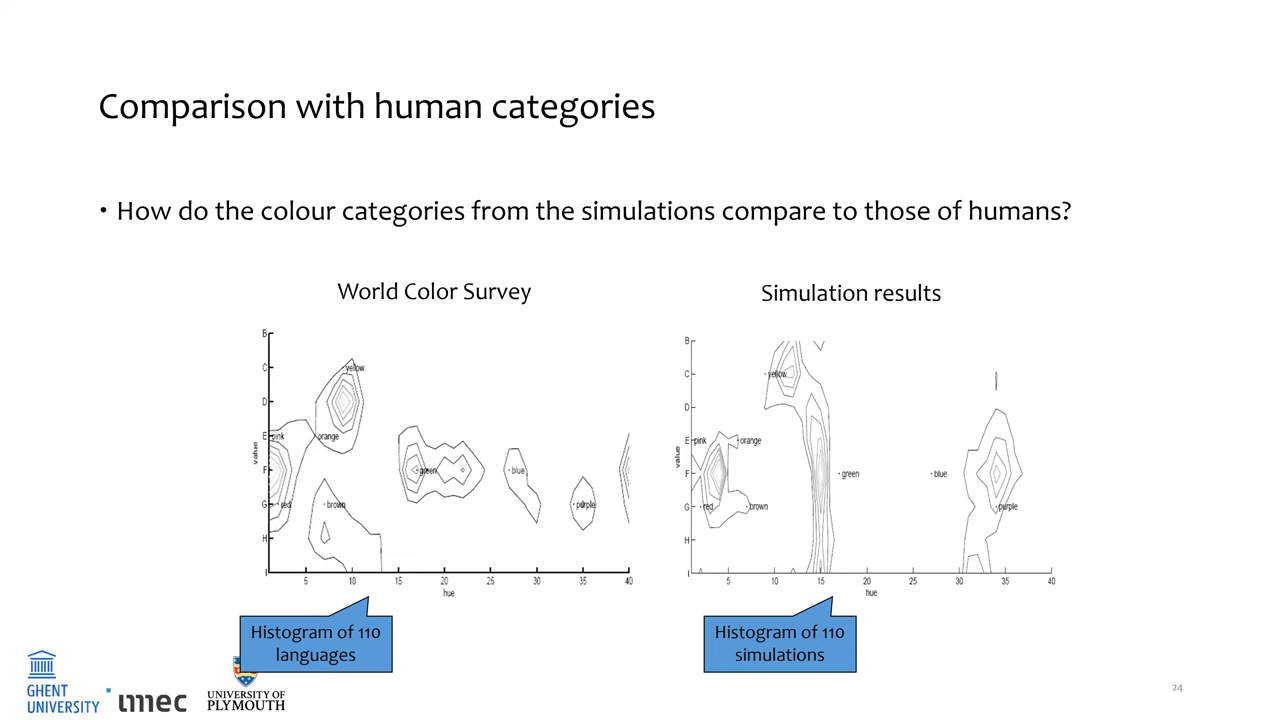 Comparison with human categories
• How do the colour categories from the simulations compare to those of humans?
World Color Survey
B
C
D
E
F
G
H
I
value
yellow
pink
orange
green
blue
red
brown
purple
5 10 15 20 25 30 35 40
hue
Histogram of 110
languages
Simulation results
B
C
D
E
F
G
H
I
value
yellow
pink
orange
green
blue
red
brown
purple
5 10 15 20 25 30 35 40
hue
Histogram of 110
simulations
GHENT
UNIVERSITY
imec
UNIVERSITY OF
PLYMOUTH
24